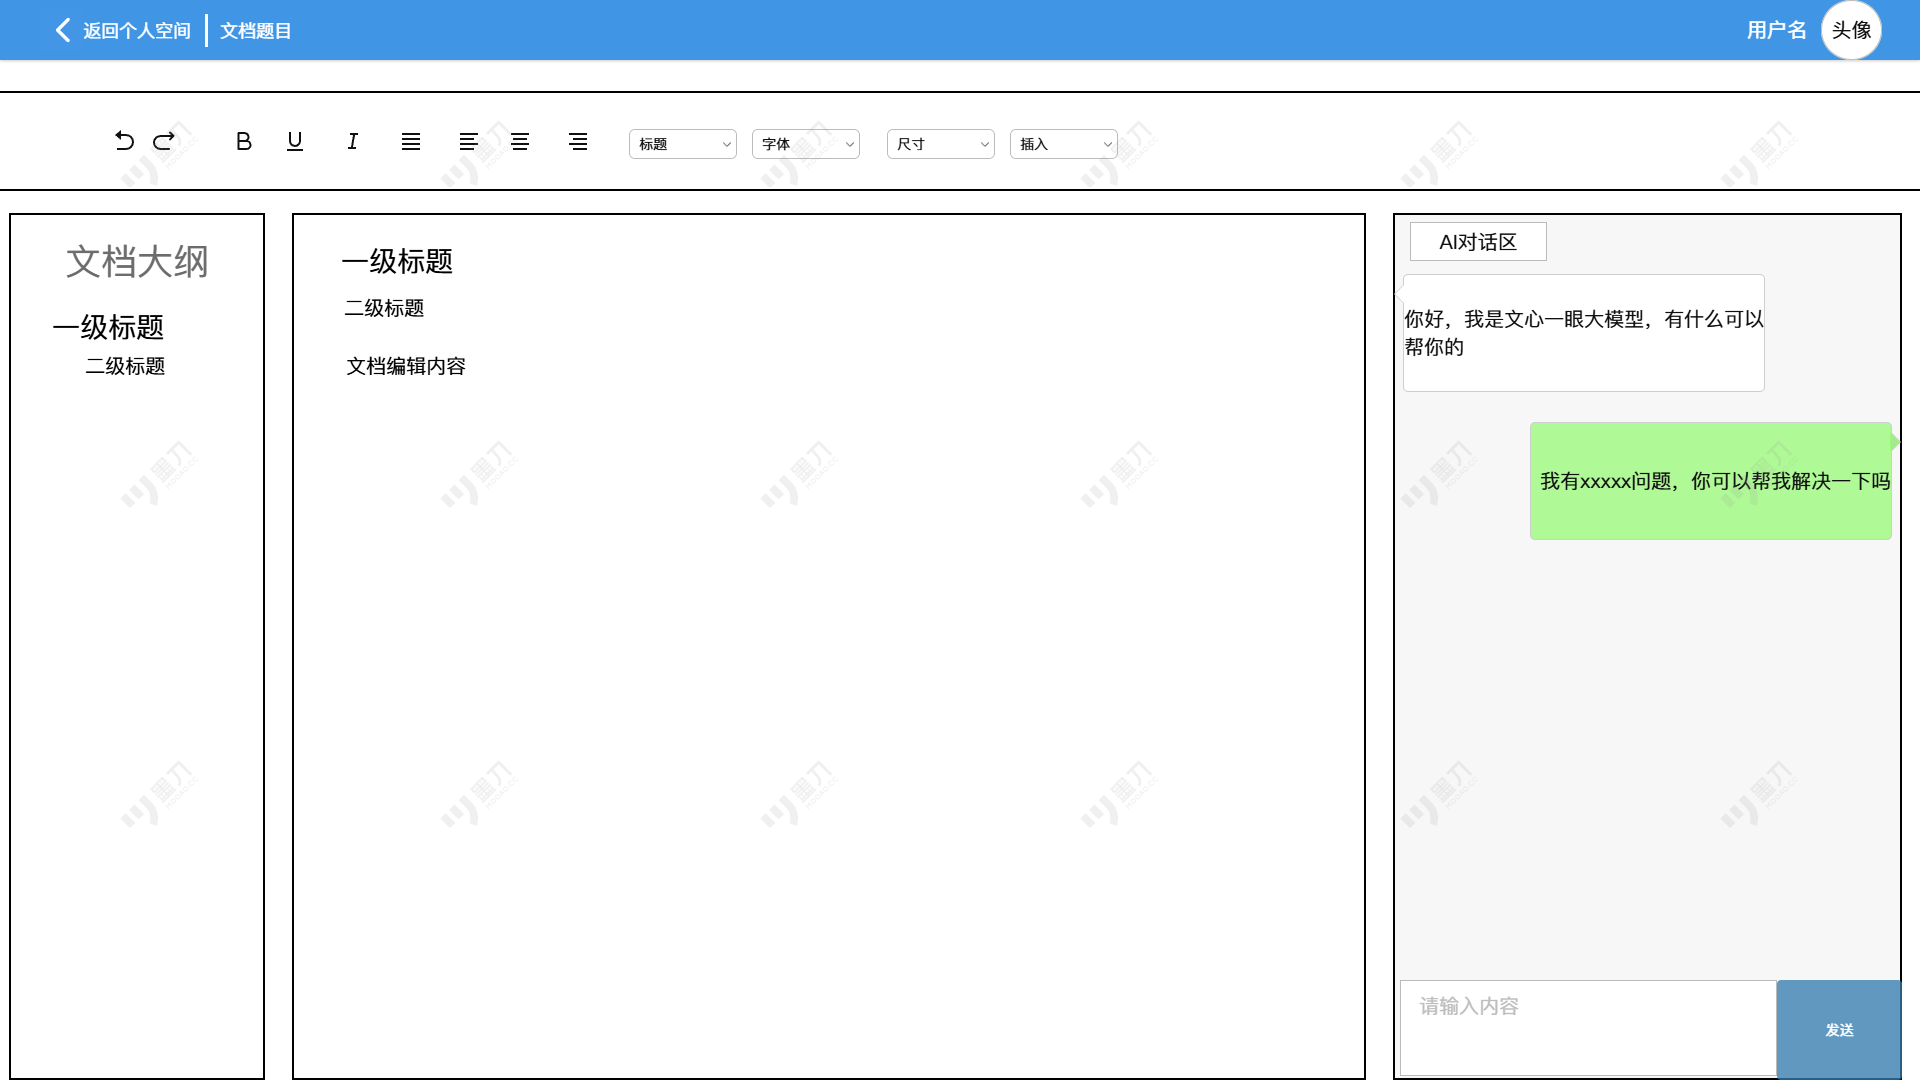 返回个人空间
文档题目
用户名
头像
B U I
标题
字体
尺寸
插入
文档大纲
一级标题
二级标题
一级标题
二级标题
文档编辑内容
AI对话区
你好，我是文心一眼大模型，有什么可以
帮你的
我有xxxxx问题，你可以帮我解决一下吗
请输入内容
发送
墨刀
MODAO.CC